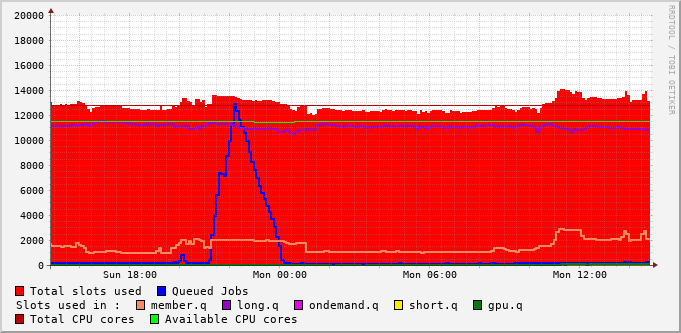 20000
18000
16000
14000
12000
10000
8000
6000
4000
2000
0
Sun 18:00 Mon 00:00 Mon 06:00 Mon 12:00
RRDTOOL / TOBI OETIKER
Total slots used Queued Jobs
Slots used in : member.q long.q ondemand.q short.q gpu.q
Total CPU cores Available CPU cores